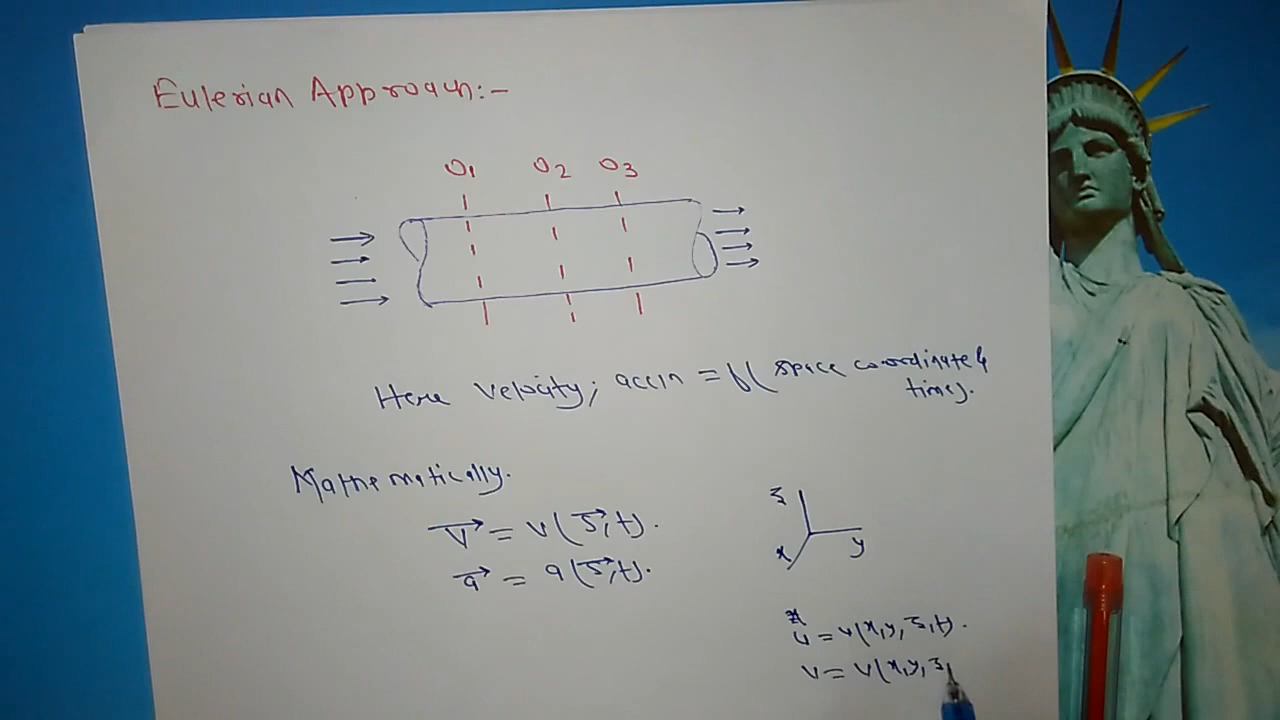 Eulerian Approach:-
O1 O2 O3
Here Velocity; accln = f( space coordinate &
time).
Mathematically.
V = V(S, t).
a = a(S, t).
z
x y
u = u(x, y, z, t).
v = v(x, y, z,